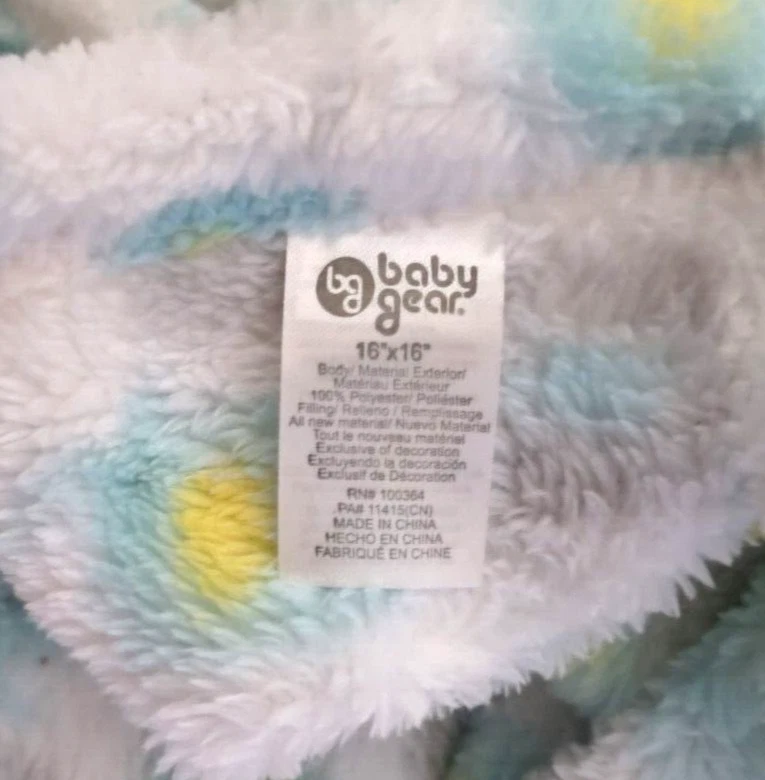 bg baby
gear®
16"x16"
Body/ Material Exterior/
Matériau Extérieur
100% Polyester/ Poliéster
Filling/ Relleno / Remplissage
All new material/ Nuevo Material
Tout le nouveau matériel
Exclusive of decoration
Excluyendo la decoración
Exclusif de Décoration
RN# 100364
PA# 11415(CN)
MADE IN CHINA
HECHO EN CHINA
FABRIQUÉ EN CHINE